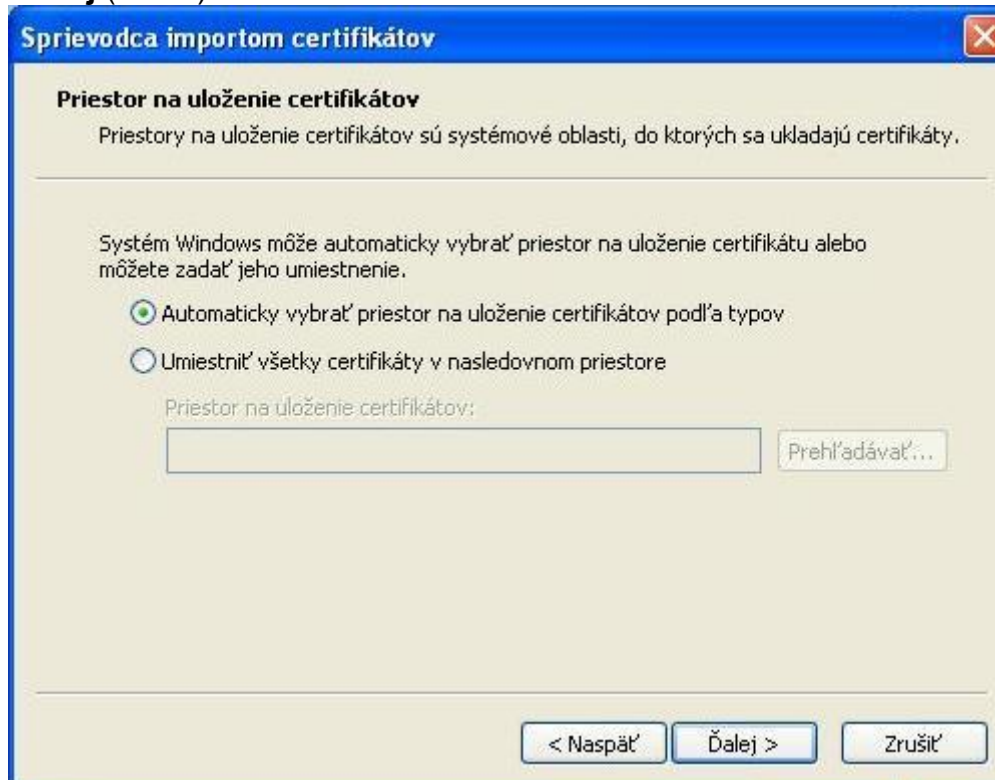 Sprievodca importom certifikátov
Priestor na uloženie certifikátov
Priestory na uloženie certifikátov sú systémové oblasti, do ktorých sa ukladajú certifikáty.
Systém Windows môže automaticky vybrať priestor na uloženie certifikátu alebo
môžete zadať jeho umiestnenie.
Automaticky vybrať priestor na uloženie certifikátov podľa typov
Umiestniť všetky certifikáty v nasledovnom priestore
Priestor na uloženie certifikátov:
Prehľadávať...
< Naspäť
Ďalej >
Zrušiť